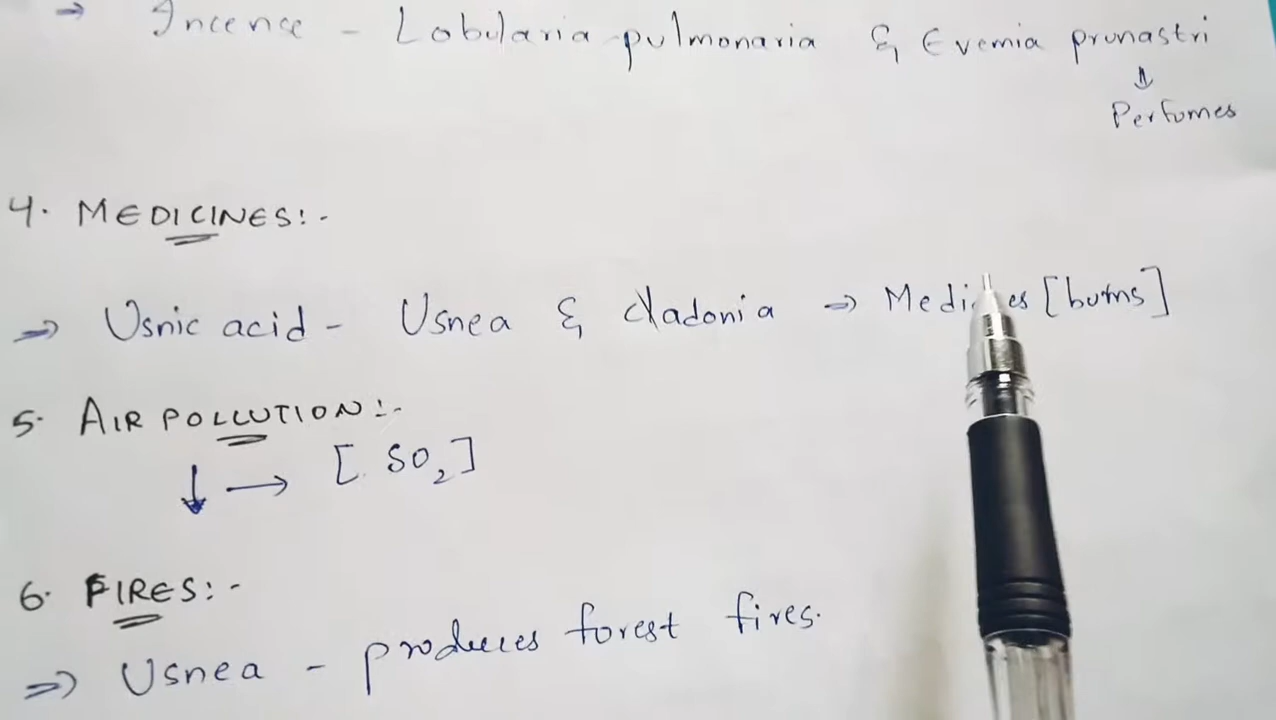 → Incense - Lobularia pulmonaria & Evernia prunastri
⇓
Perfumes
4. MEDICINES:-
⇒ Usnic acid - Usnea & Cladonia ⇒ [burns]
5. AIR POLLUTION:-
↓ → [SO₂]
6. FIRES:-
⇒ Usnea - produces forest fires.